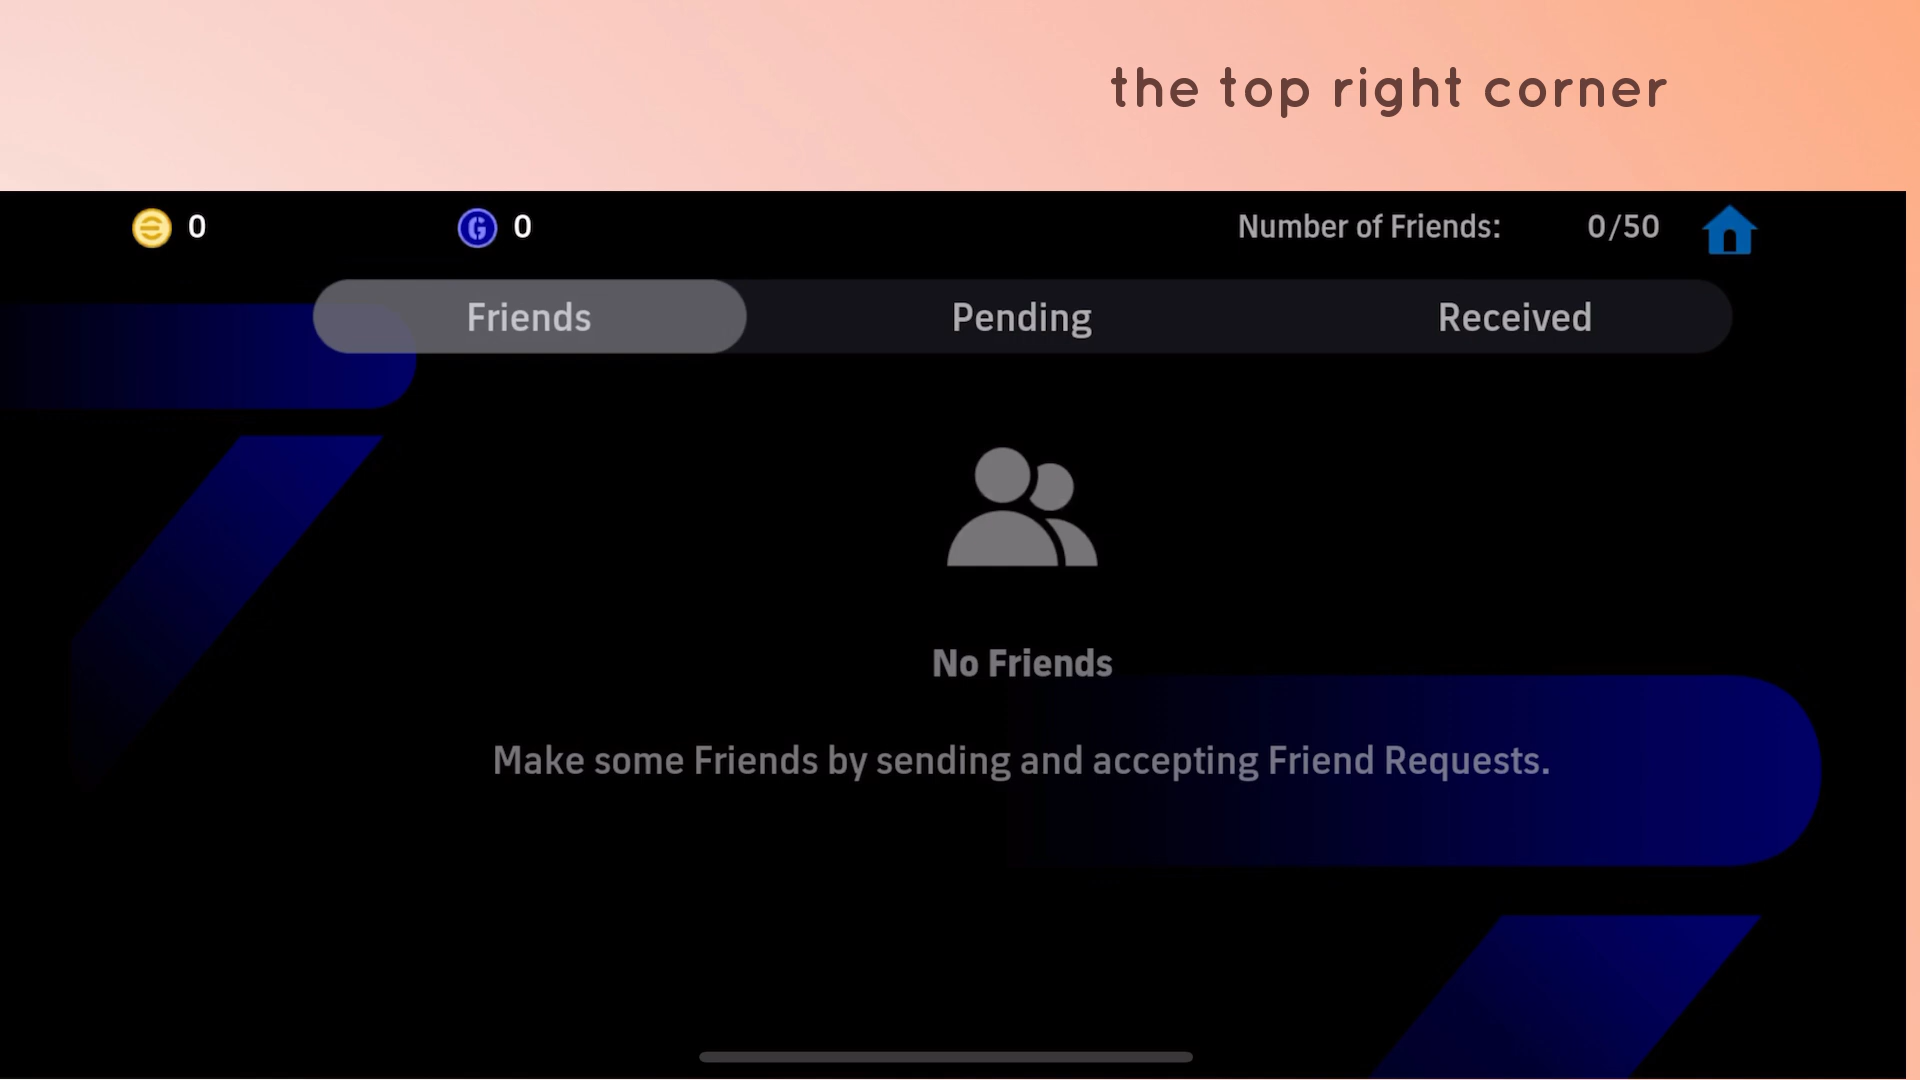 the top right corner
0
0
Number of Friends: 0/50
Friends
Pending
Received
No Friends
Make some Friends by sending and accepting Friend Requests.